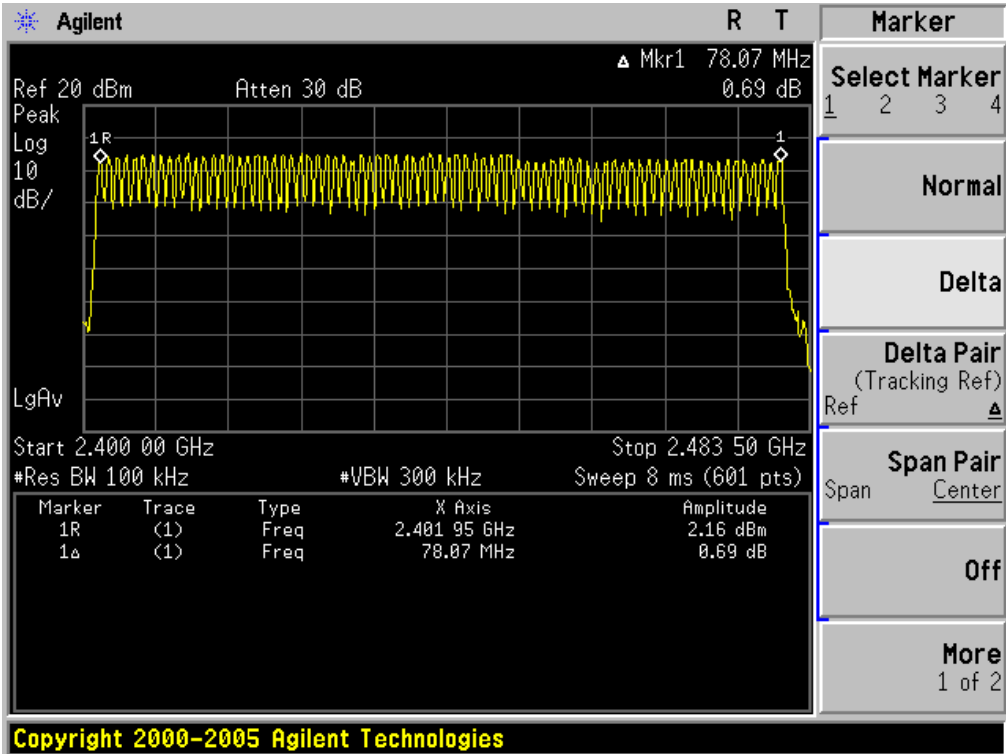 Agilent R T
Δ Mkr1 78.07 MHz
Ref 20 dBm Atten 30 dB 0.69 dB
Peak
Log
10
dB/
1R
1
LgAv
Start 2.400 00 GHz Stop 2.483 50 GHz
#Res BW 100 kHz #VBW 300 kHz Sweep 8 ms (601 pts)
Marker Trace Type X Axis Amplitude
1R (1) Freq 2.401 95 GHz 2.16 dBm
1Δ (1) Freq 78.07 MHz 0.69 dB
Copyright 2000-2005 Agilent Technologies
Marker
Select Marker
1 2 3 4
Normal
Delta
Delta Pair
(Tracking Ref)
Ref Δ
Span Pair
Span Center
Off
More
1 of 2